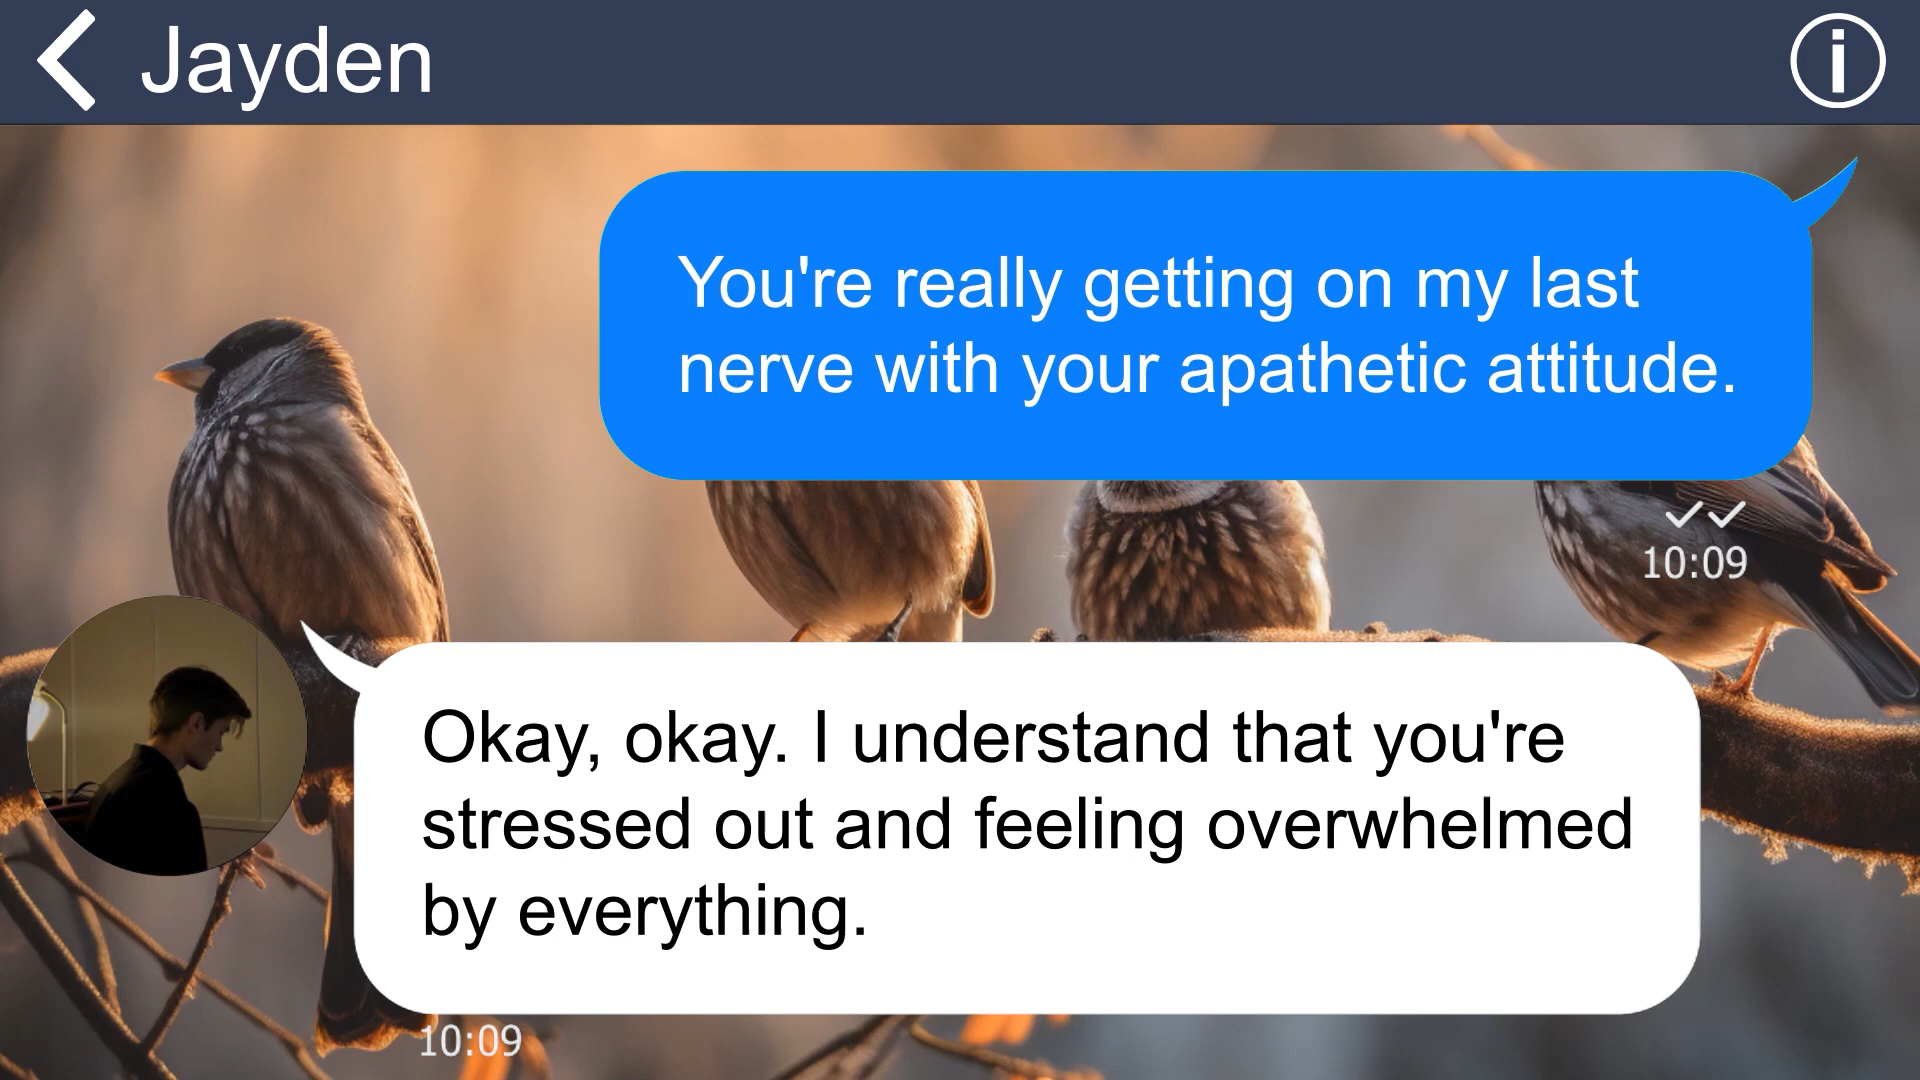 Jayden
You're really getting on my last
nerve with your apathetic attitude.
10:09
Okay, okay. I understand that you're
stressed out and feeling overwhelmed
by everything.
10:09